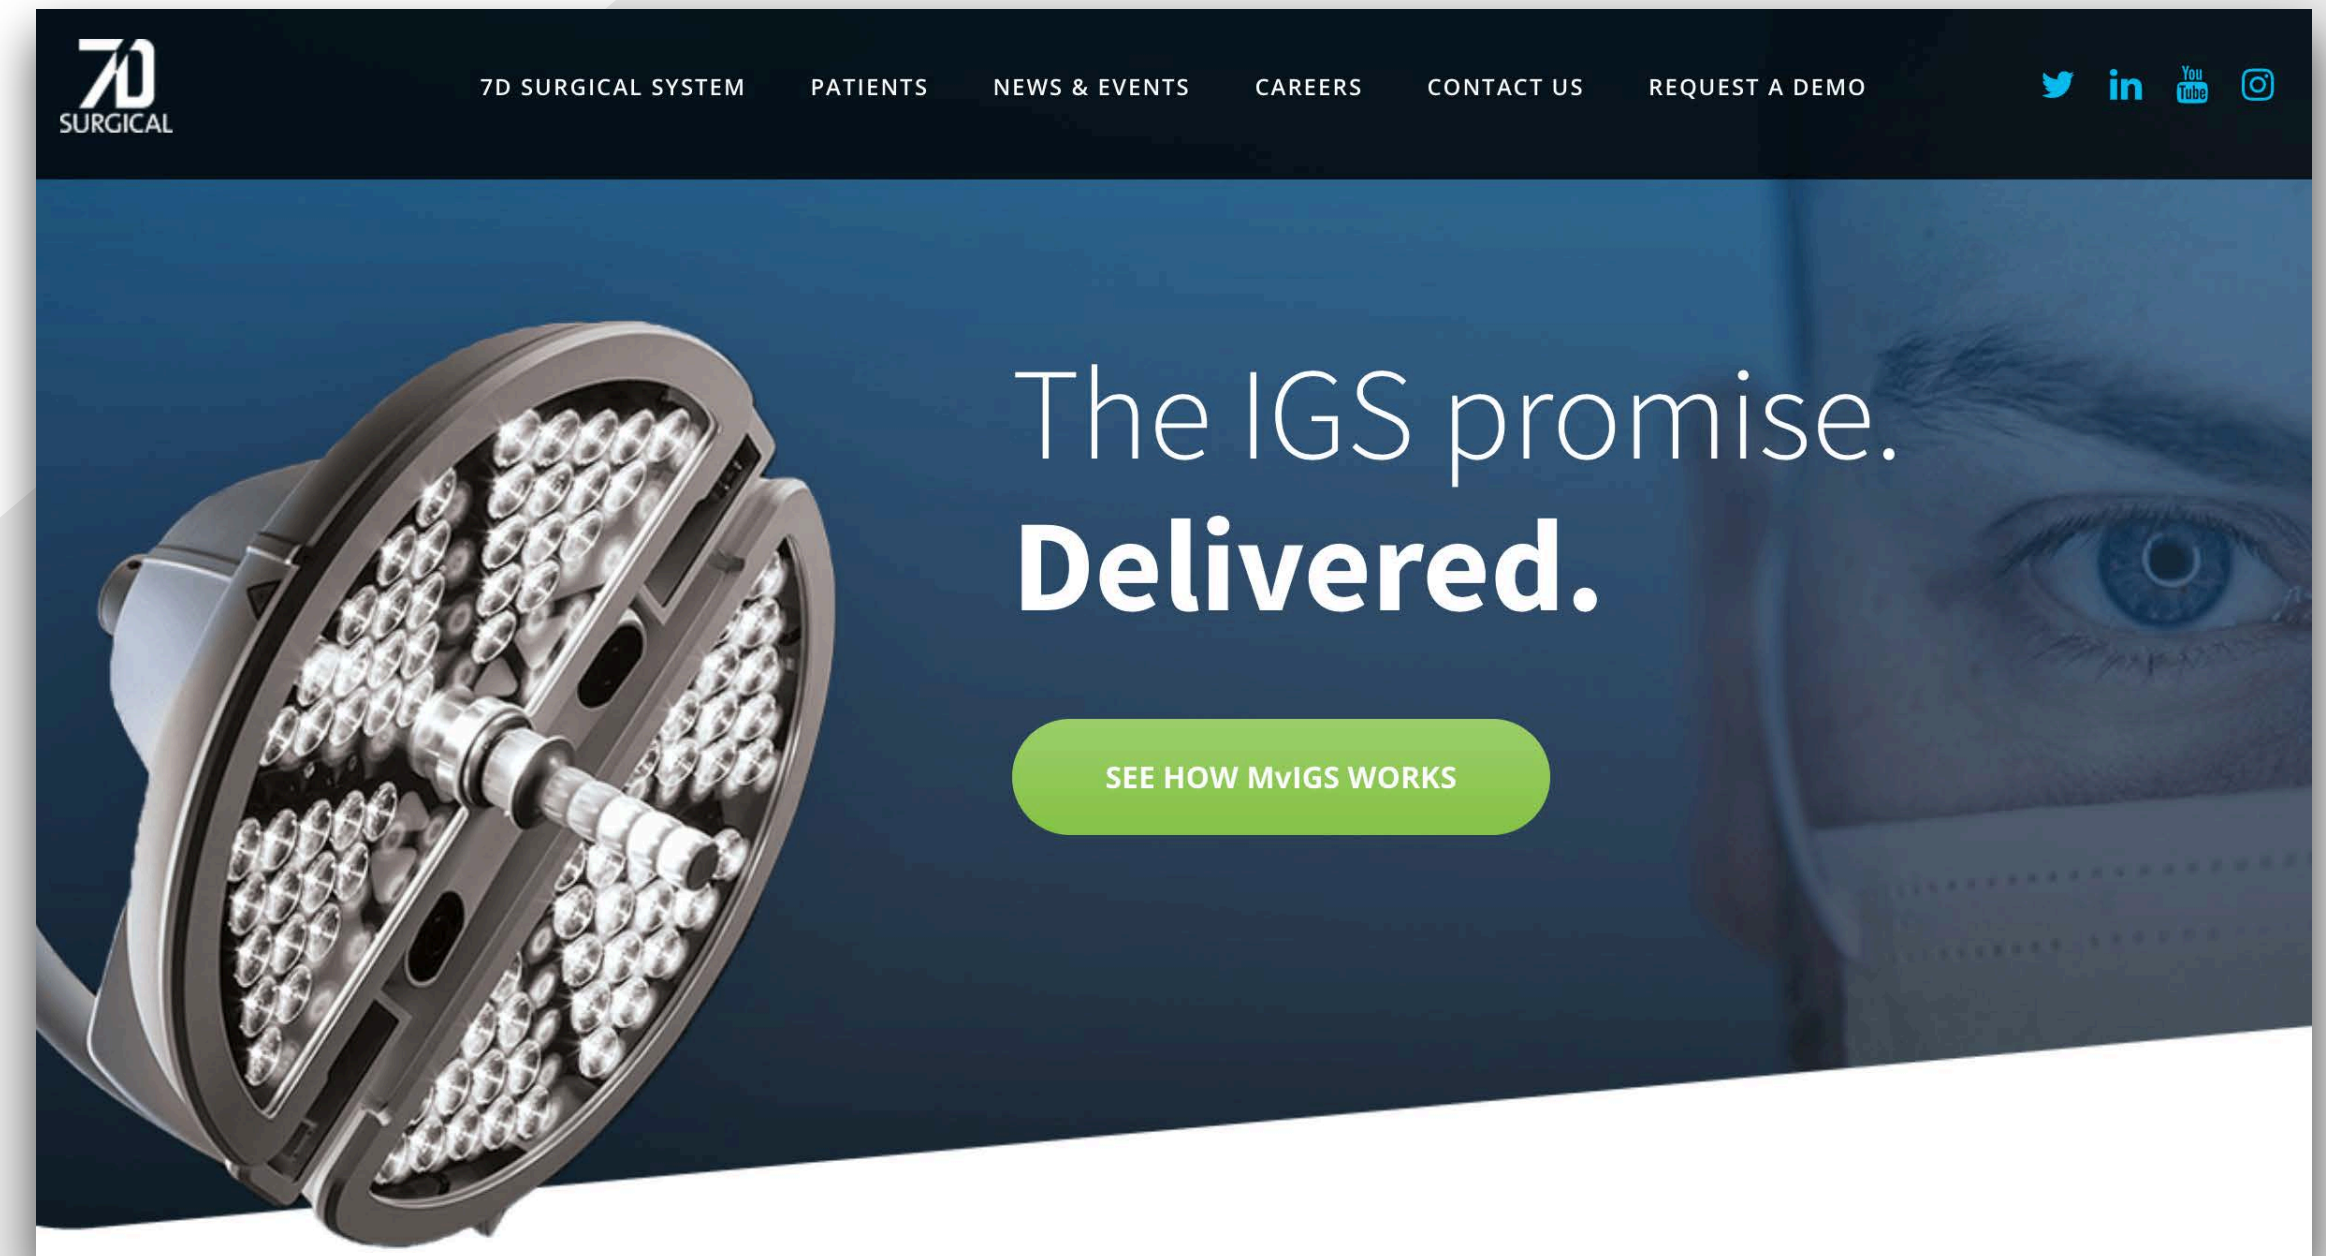 7D
SURGICAL
7D SURGICAL SYSTEM
PATIENTS
NEWS & EVENTS
CAREERS
CONTACT US
REQUEST A DEMO
in
You
Tube
The IGS promise.
Delivered.
SEE HOW MvIGS WORKS